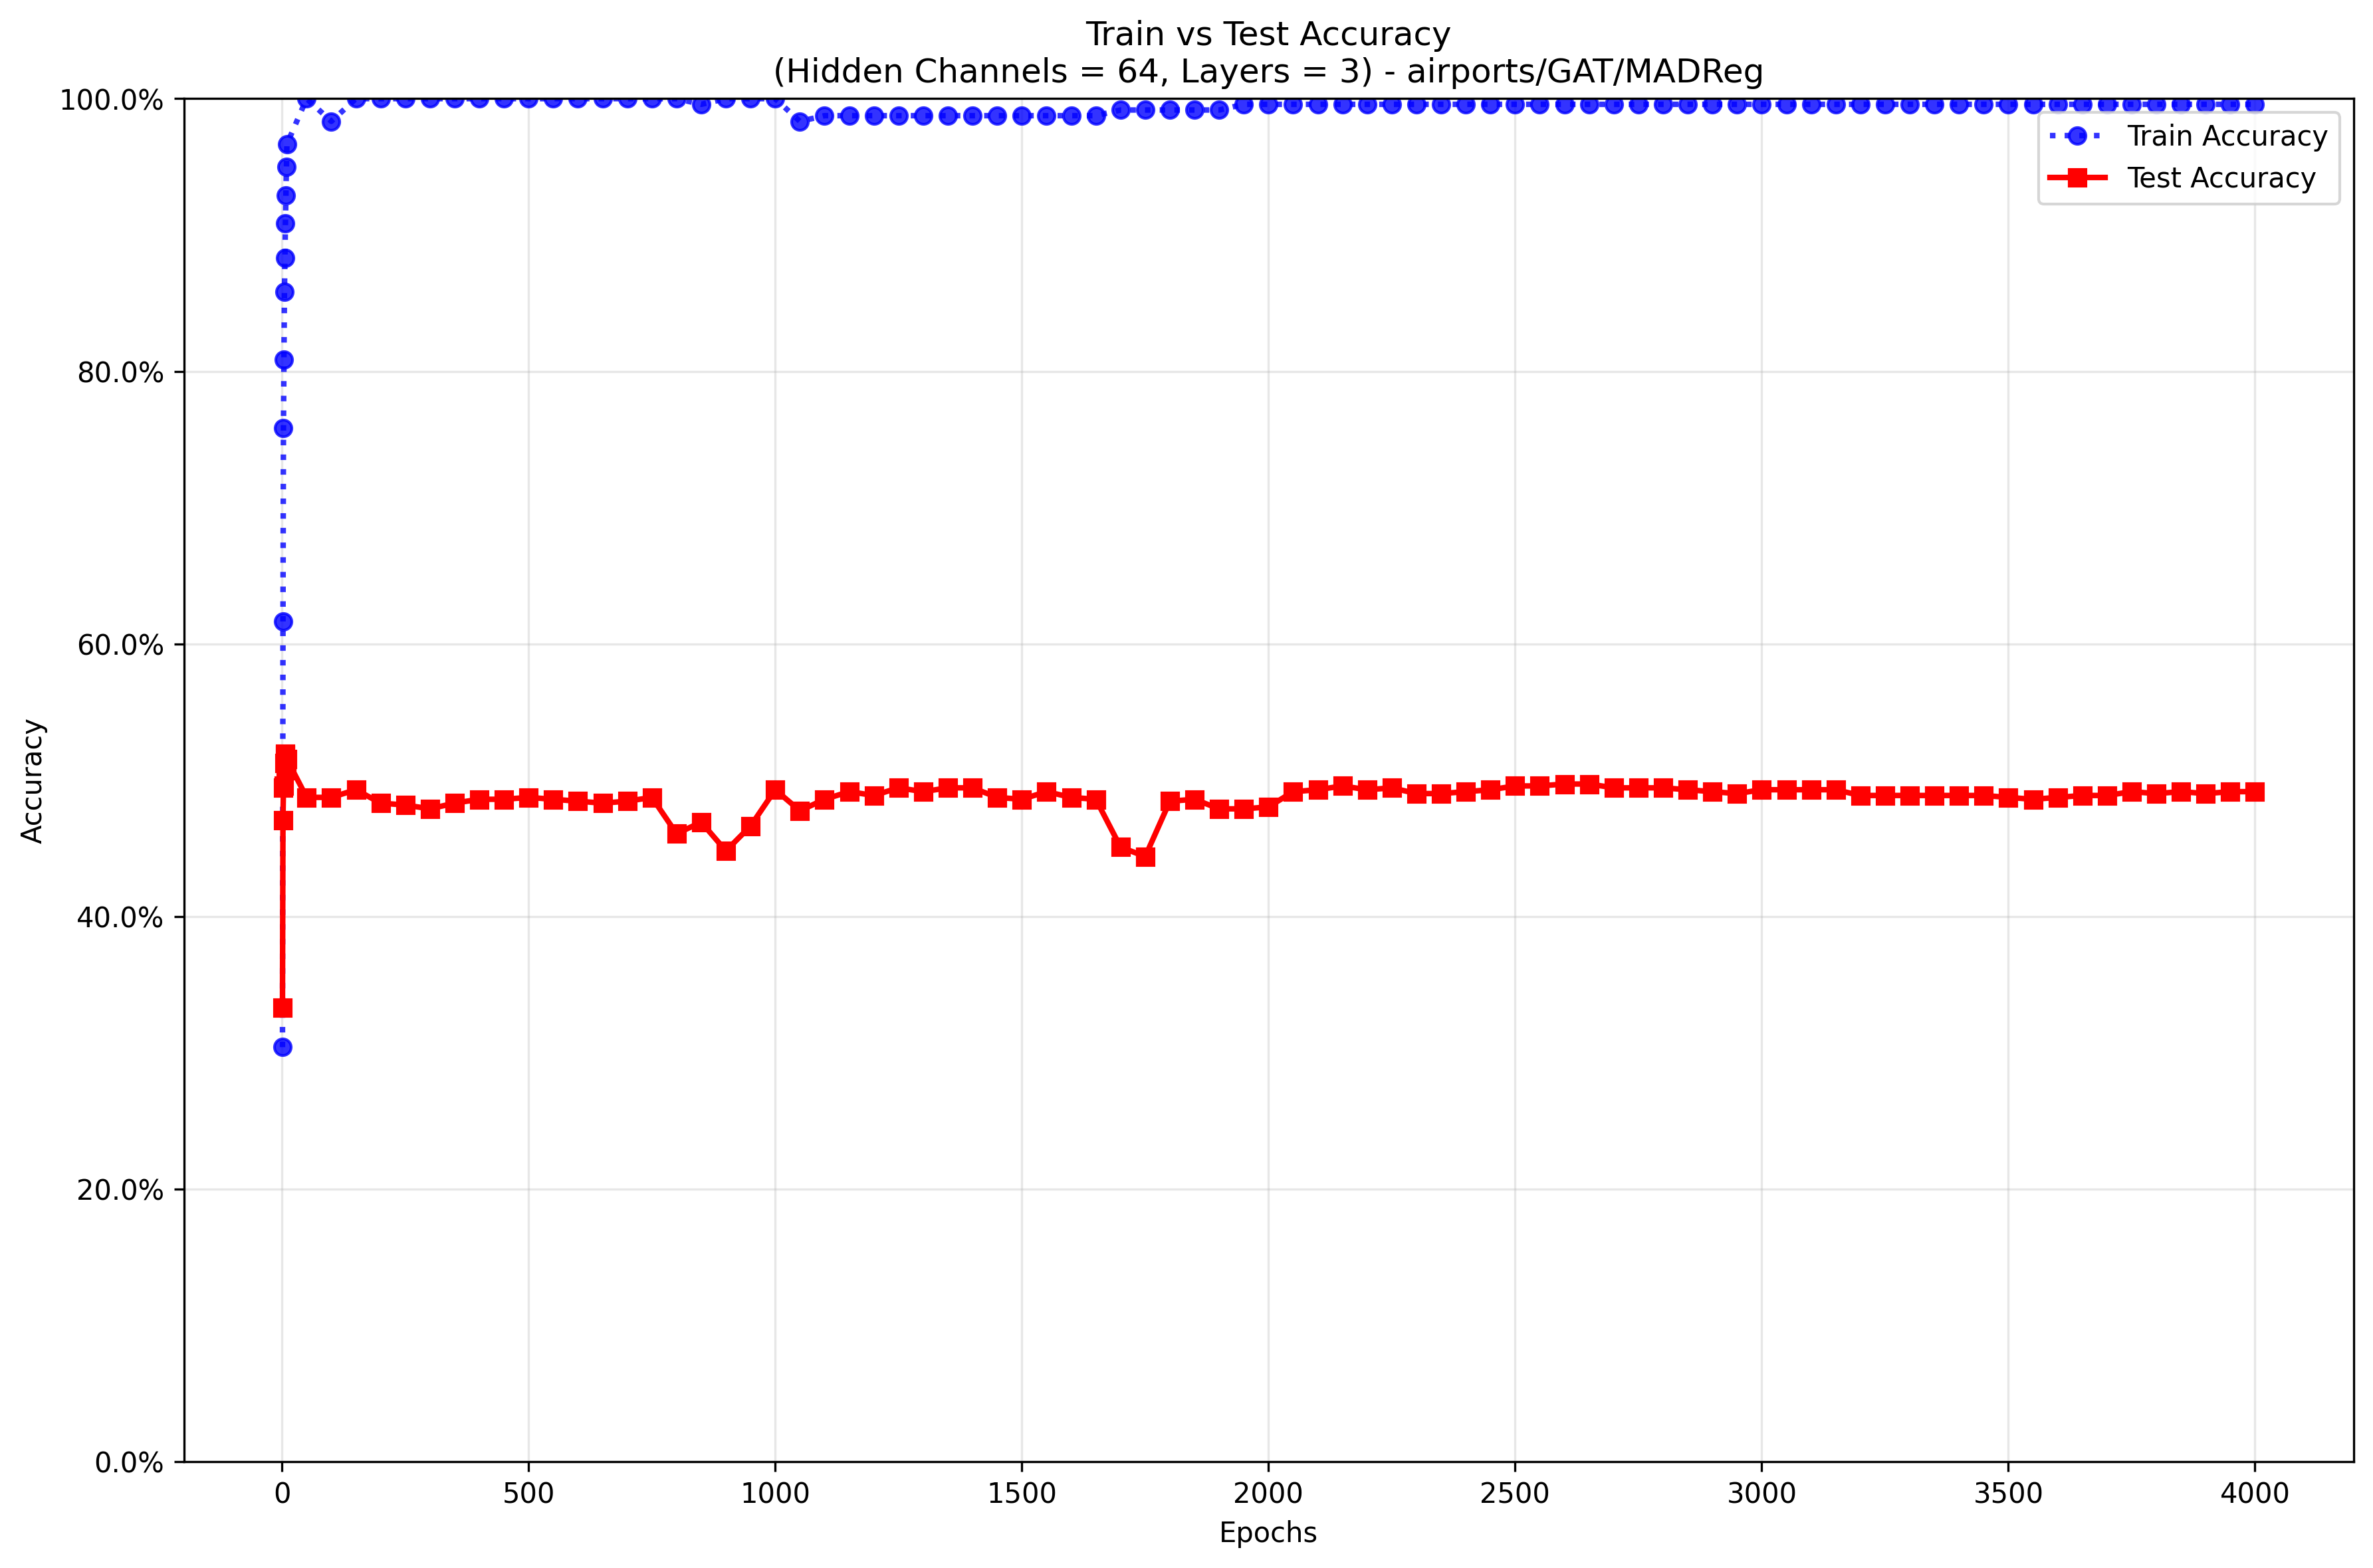 Train vs Test Accuracy
(Hidden Channels = 64, Layers = 3) - airports/GAT/MADReg
100.0%
80.0%
60.0%
40.0%
20.0%
0.0%
Accuracy
Train Accuracy
Test Accuracy
0 500 1000 1500 2000 2500 3000 3500 4000
Epochs